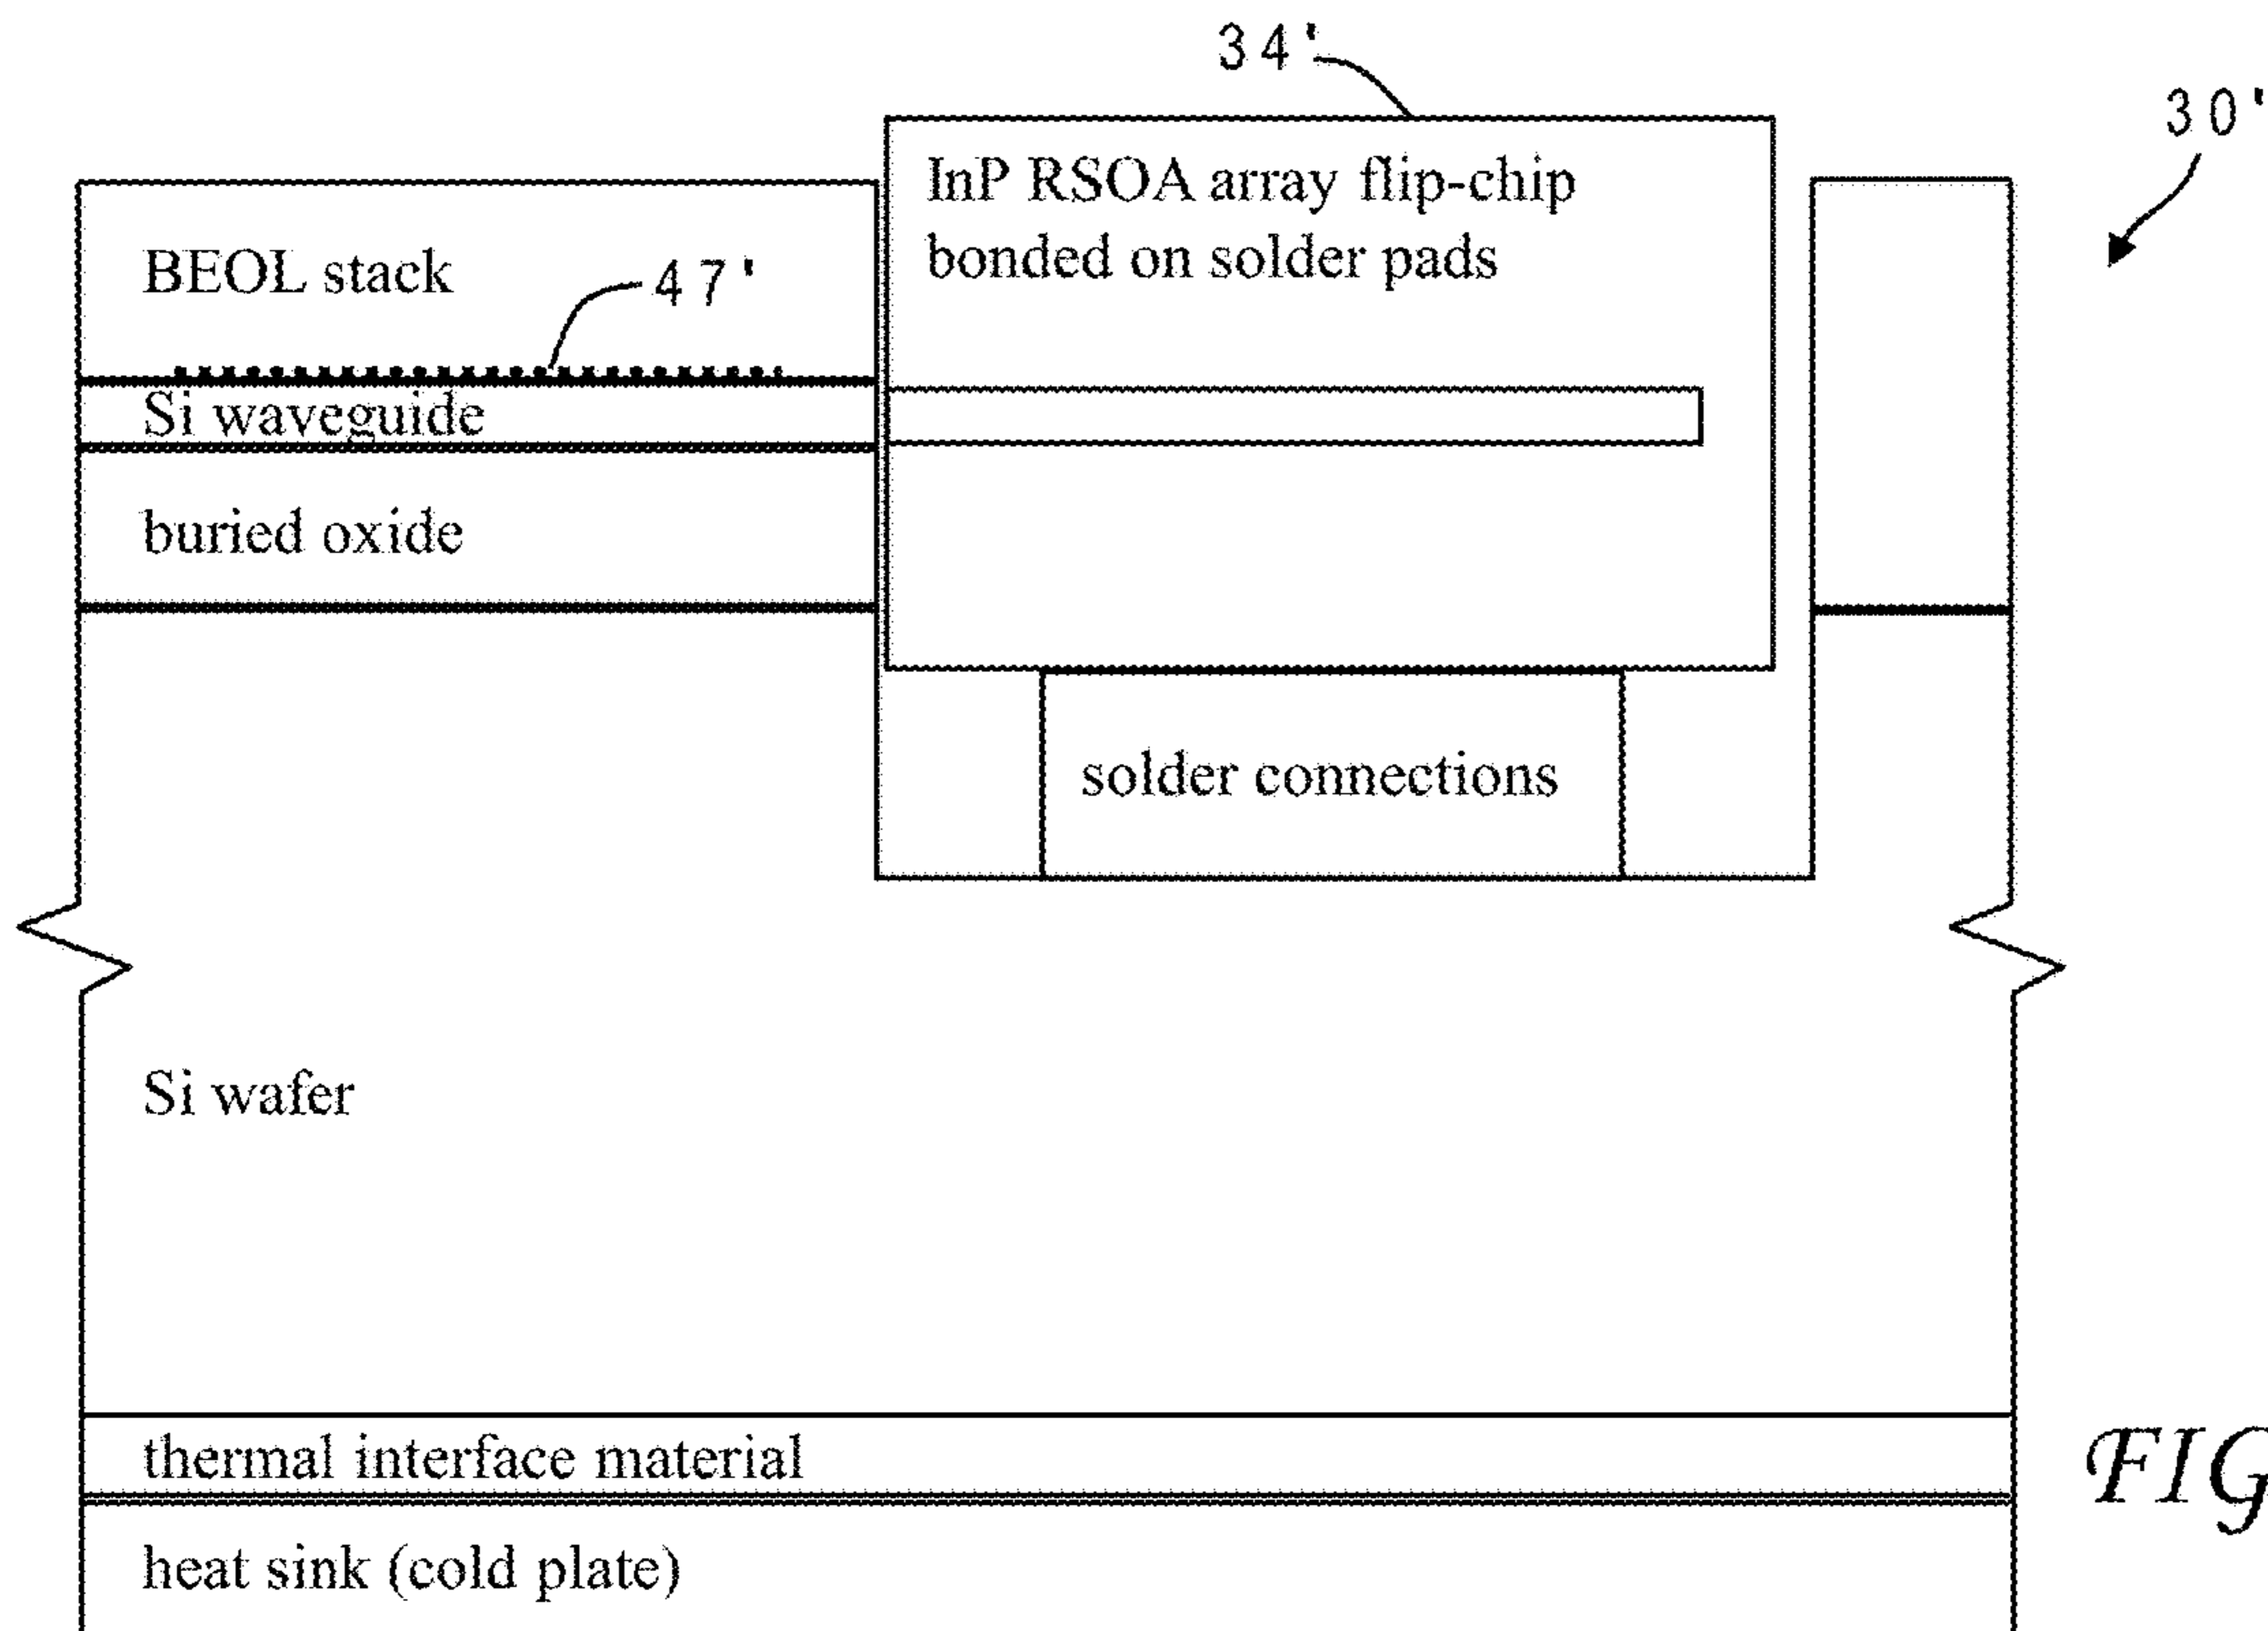 34'
30'
InP RSOA array flip-chip
bonded on solder pads
BEOL stack
47'
Si waveguide
buried oxide
solder connections
Si wafer
thermal interface material
FIG
heat sink (cold plate)